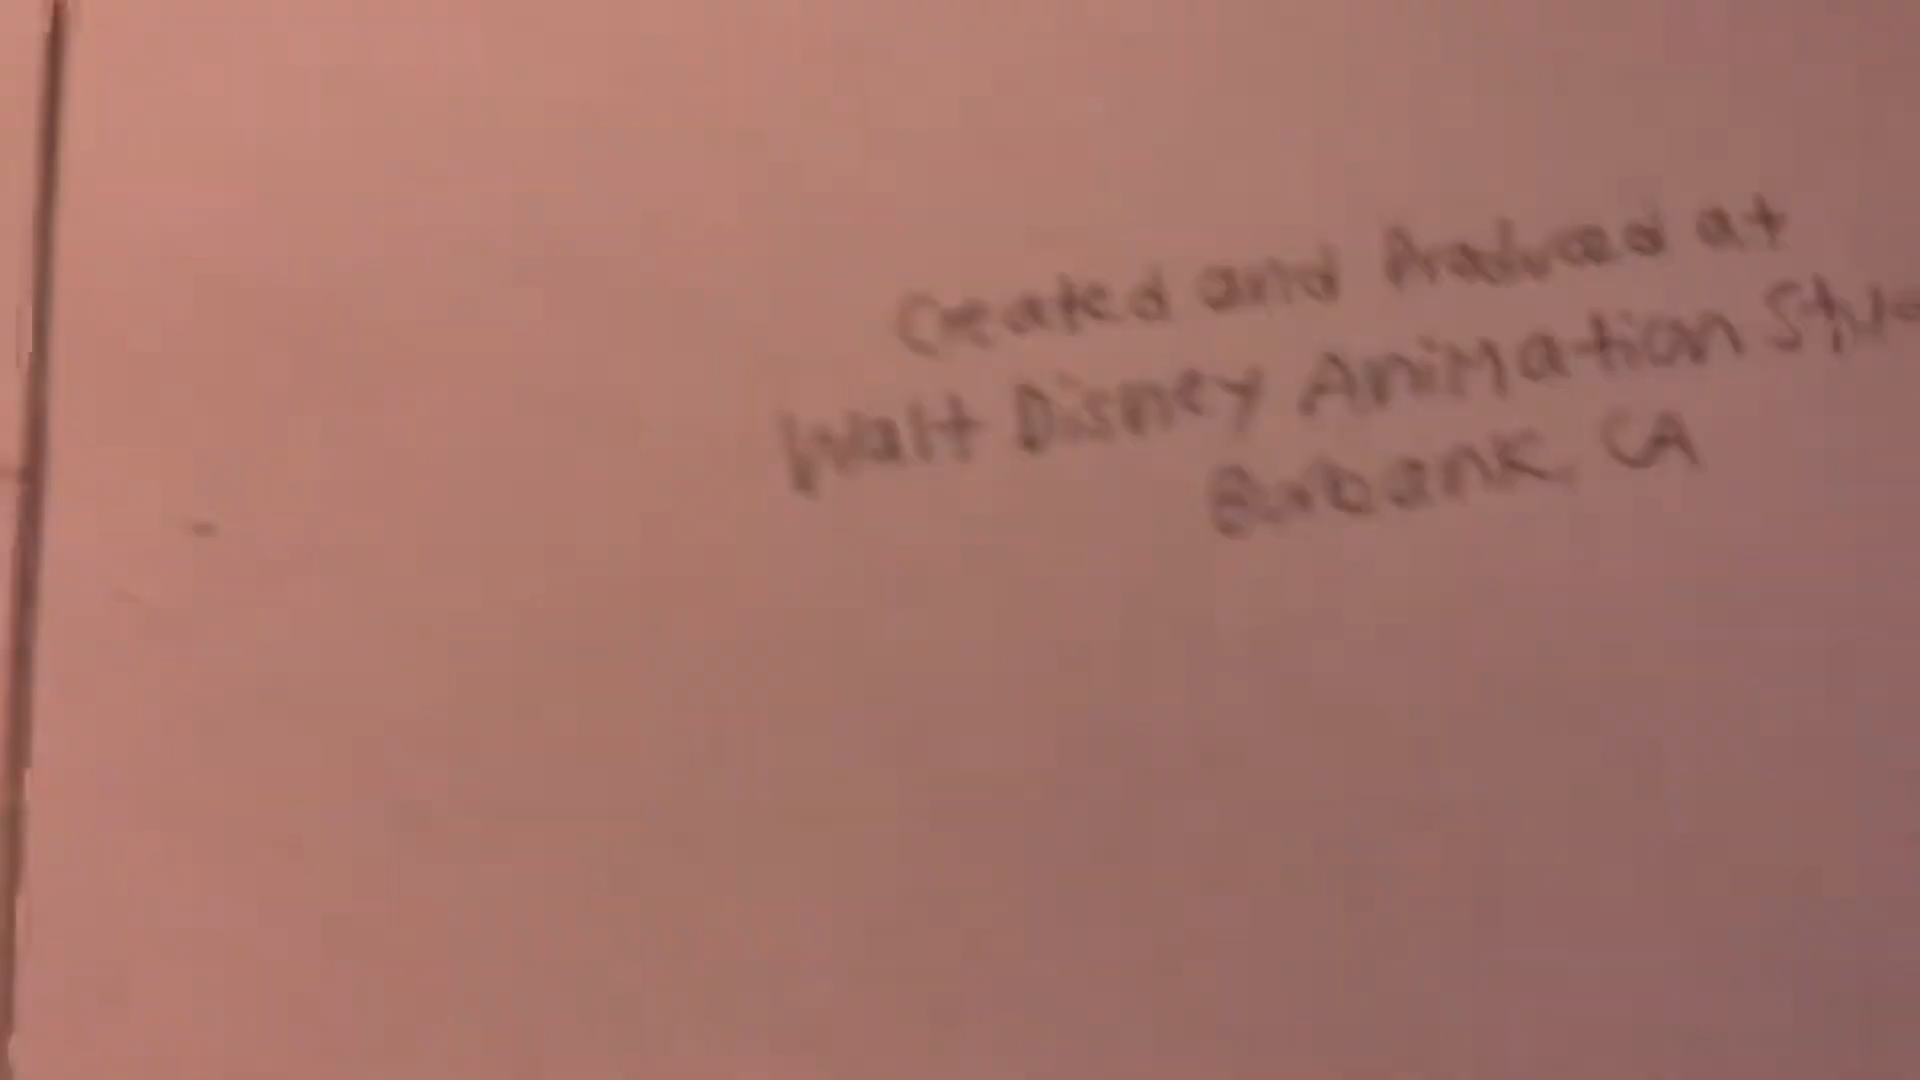 Created and Produced at
Walt Disney Animation
Burbank, CA